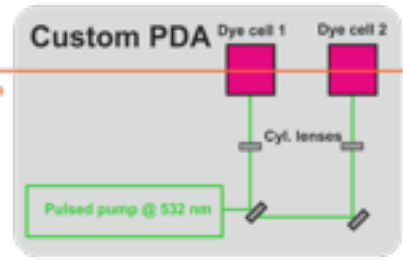 Custom PDA
Dye cell 1
Dye cell 2
Cyl. lenses
Pulsed pump @ 532 nm